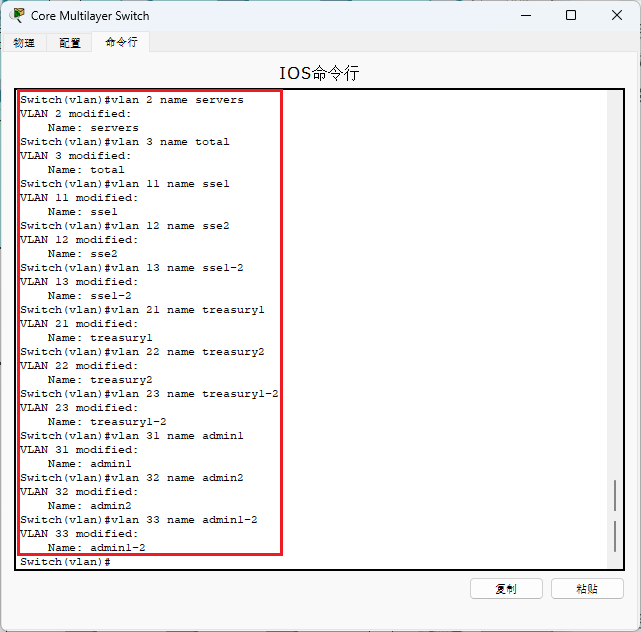 Core Multilayer Switch
物理 配置 命令行
IOS命令行
Switch(vlan)#vlan 2 name servers
VLAN 2 modified:
Name: servers
Switch(vlan)#vlan 3 name total
VLAN 3 modified:
Name: total
Switch(vlan)#vlan 11 name sse1
VLAN 11 modified:
Name: sse1
Switch(vlan)#vlan 12 name sse2
VLAN 12 modified:
Name: sse2
Switch(vlan)#vlan 13 name sse1-2
VLAN 13 modified:
Name: sse1-2
Switch(vlan)#vlan 21 name treasury1
VLAN 21 modified:
Name: treasury1
Switch(vlan)#vlan 22 name treasury2
VLAN 22 modified:
Name: treasury2
Switch(vlan)#vlan 23 name treasury1-2
VLAN 23 modified:
Name: treasury1-2
Switch(vlan)#vlan 31 name admin1
VLAN 31 modified:
Name: admin1
Switch(vlan)#vlan 32 name admin2
VLAN 32 modified:
Name: admin2
Switch(vlan)#vlan 33 name admin1-2
VLAN 33 modified:
Name: admin1-2
Switch(vlan)#
复制 粘贴